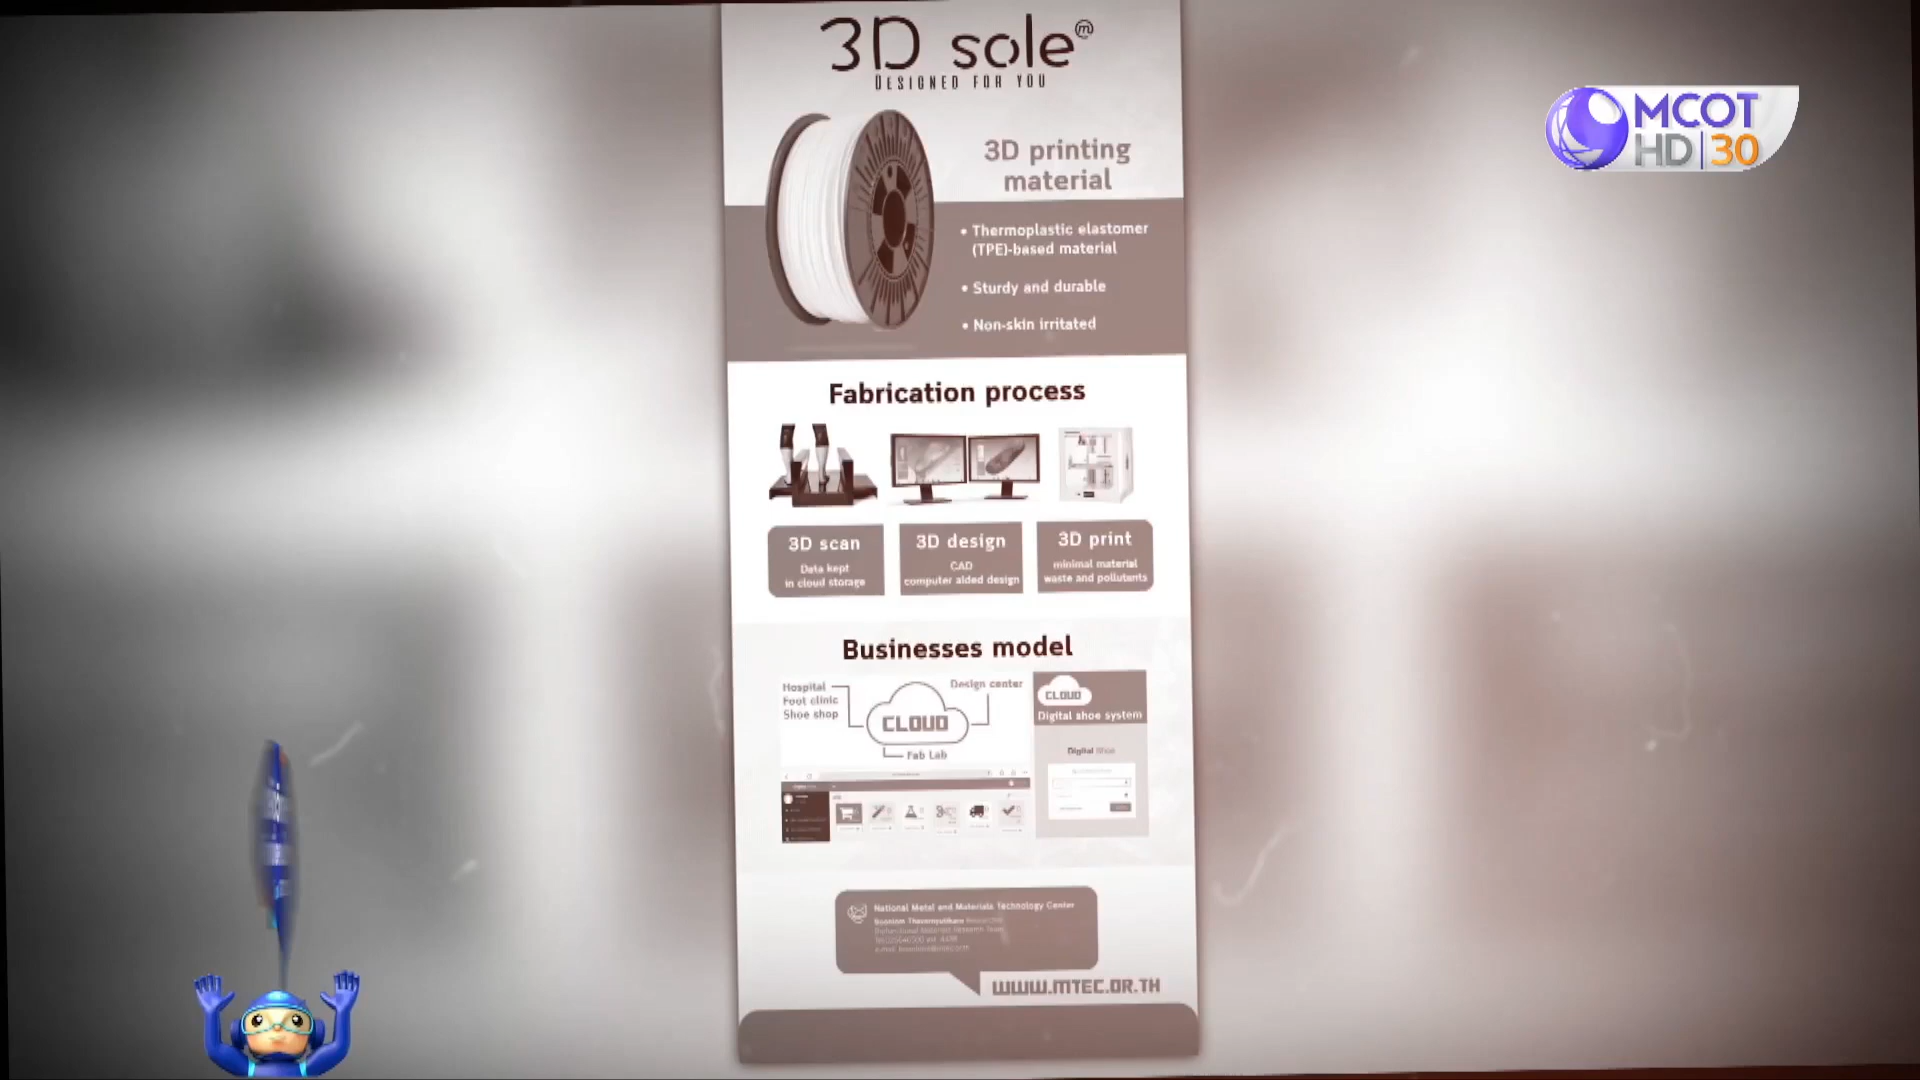 3D sole
DESIGNED FOR YOU
MCOT
HD 30
3D printing
material
• Thermoplastic elastomer
(TPE)-based material
• Sturdy and durable
• Non-skin irritated
Fabrication process
3D scan
Data kept
in cloud storage
3D design
CAD
computer aided design
3D print
minimal material
waste and pollutants
Businesses model
Hospital
Foot clinic
Shoe shop
Design center
CLOUD
Fab Lab
CLOUD
Digital shoe system
Digital Shoe
National Metal and Materials Technology Center
WWW.MTEC.OR.TH